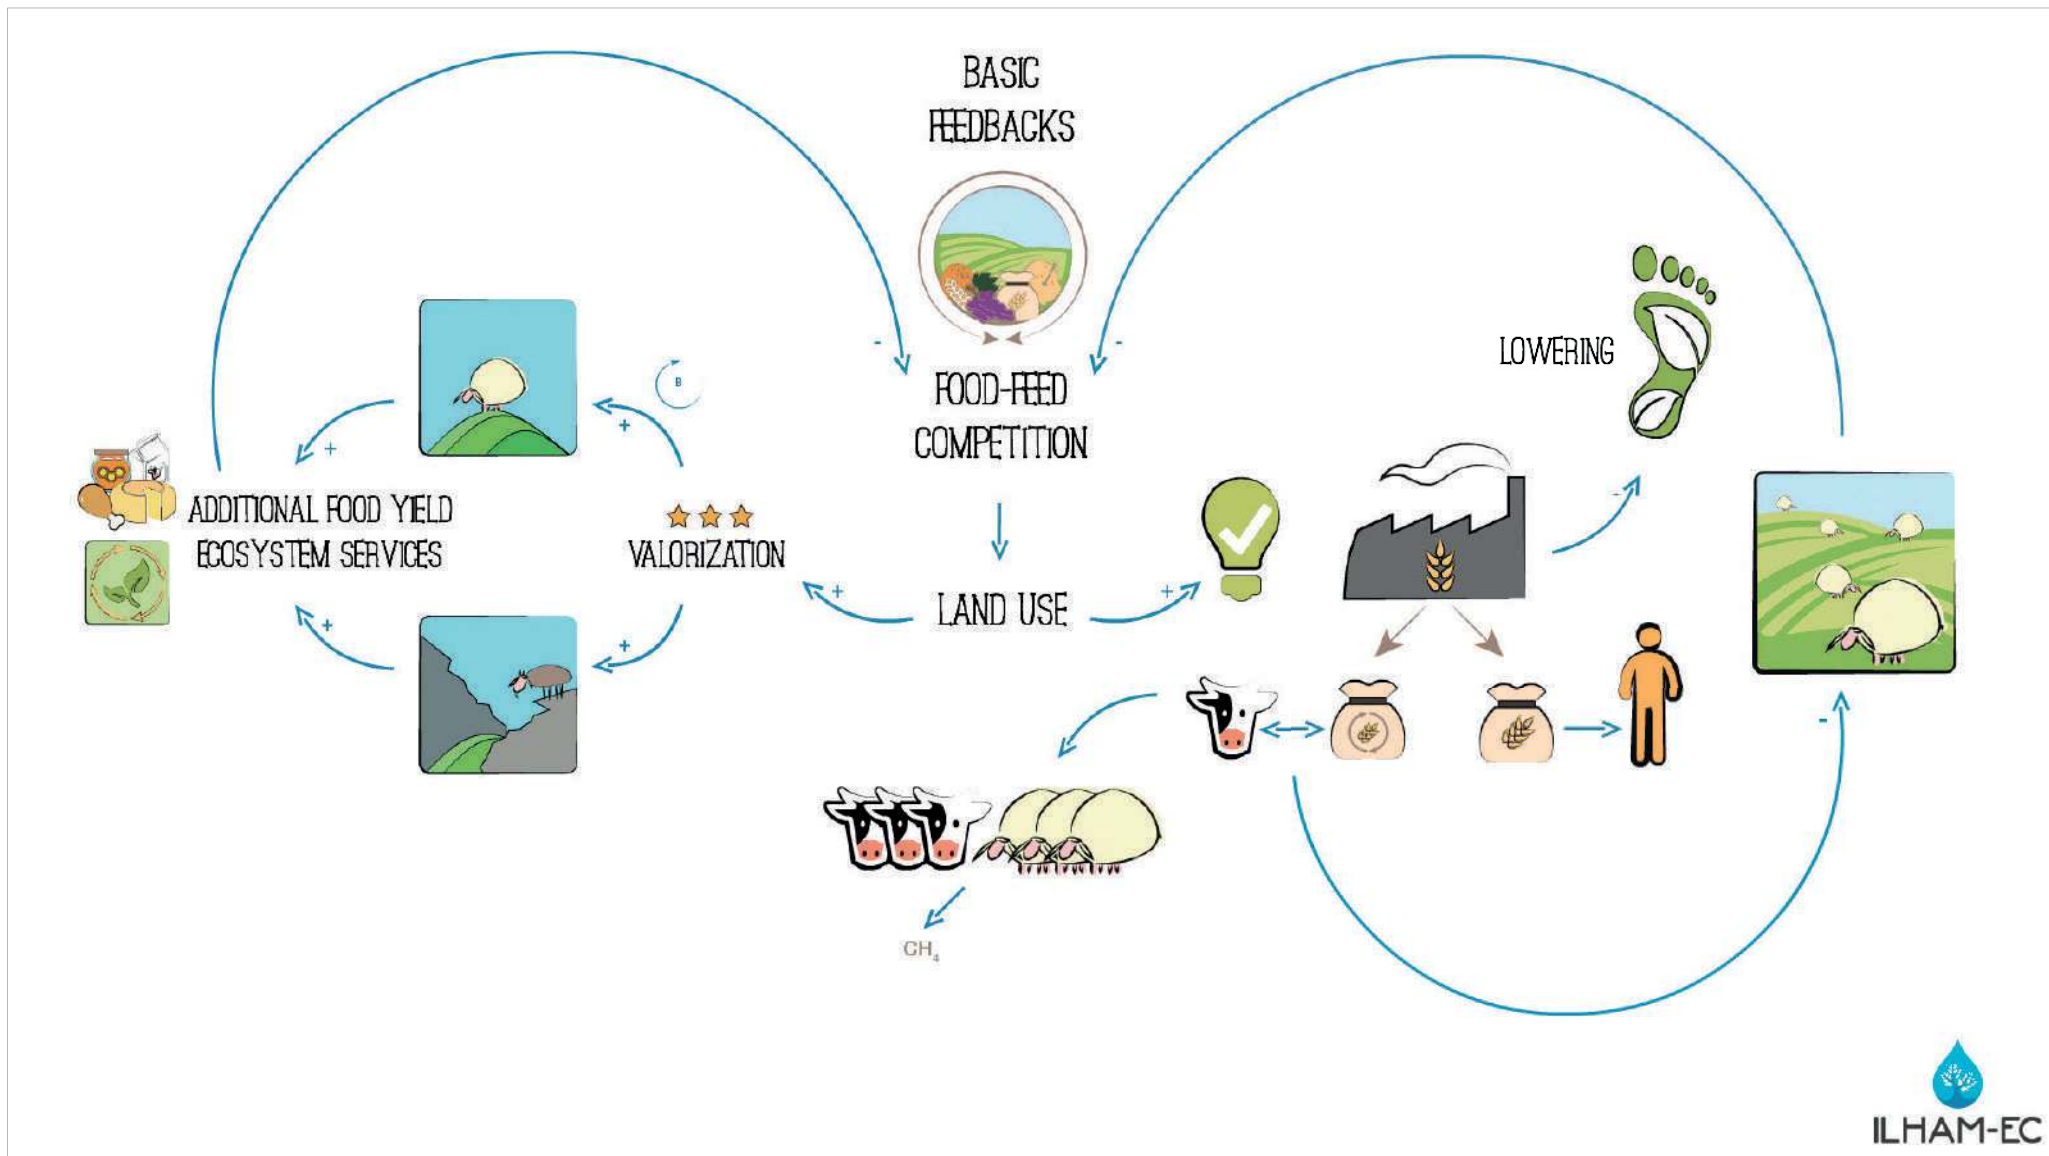 BASIC
FEEDBACKS
FOOD-FEED
COMPETITION
LAND USE
VALORIZATION
ADDITIONAL FOOD YIELD
ECOSYSTEM SERVICES
LOWERING
B
-
-
+
+
+
+
+
+
-
-
CH₄
ILHAM-EC